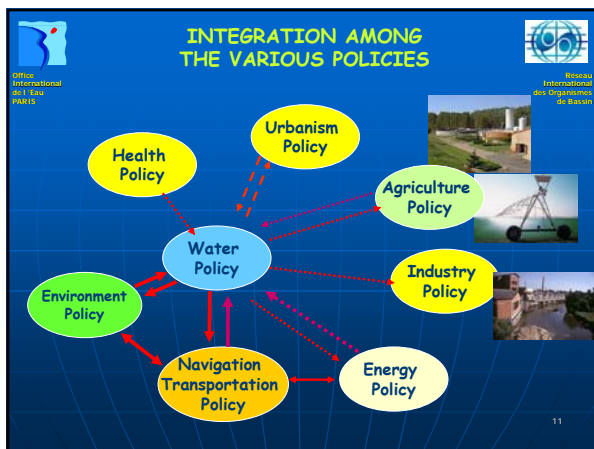 INTEGRATION AMONG
THE VARIOUS POLICIES
Office
International
de l 'Eau
PARIS
Réseau
International
des Organismes
de Bassin
Urbanism
Policy
Health
Policy
Agriculture
Policy
Water
Policy
Industry
Policy
Environment
Policy
Navigation
Transportation
Policy
Energy
Policy
11